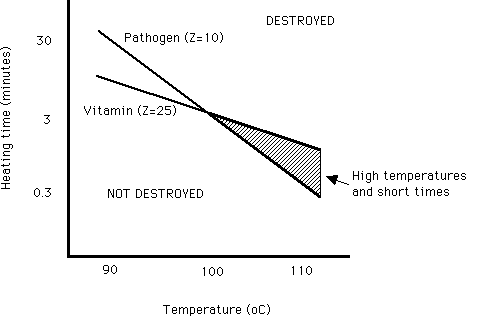 DESTROYED
Pathogen (Z=10)
30
Heating time (minutes)
Vitamin (Z=25)
3
High temperatures
and short times
0.3
NOT DESTROYED
90
100
110
Temperature (oC)